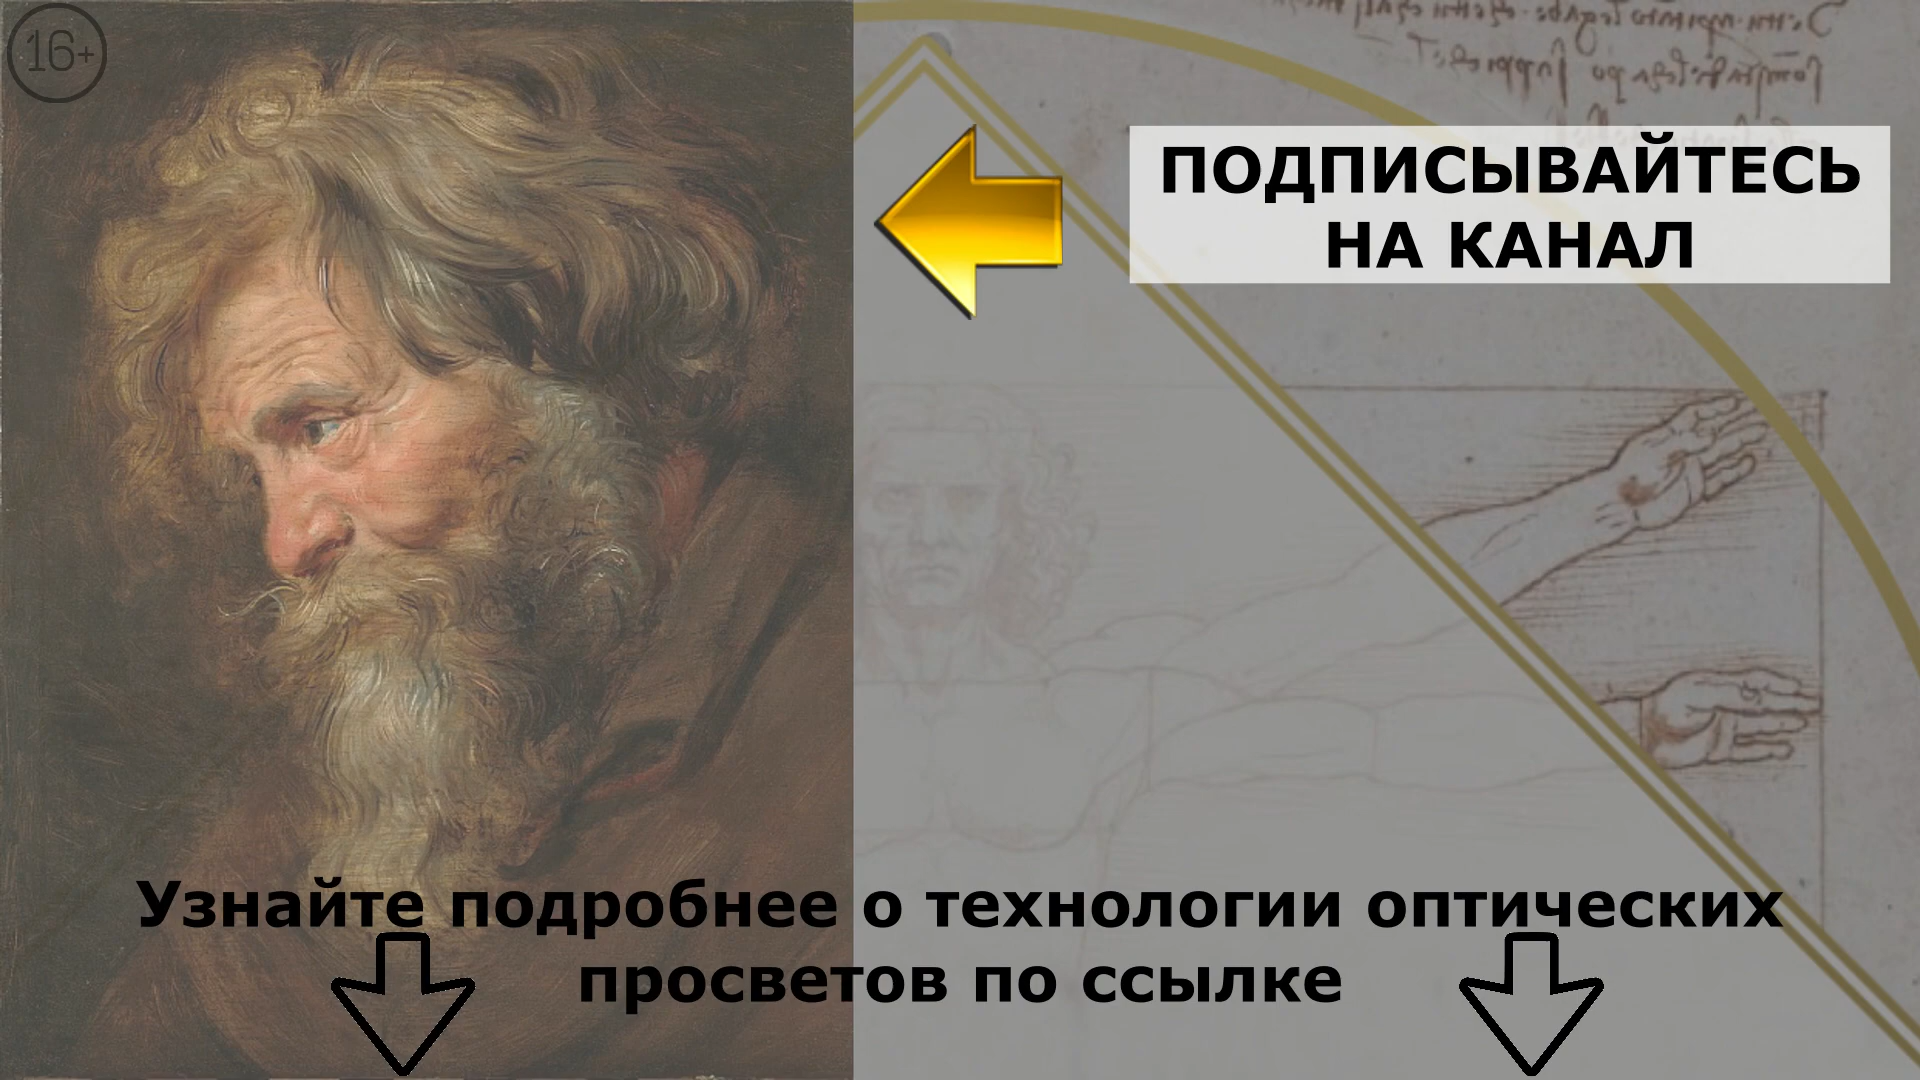 16+
ПОДПИСЫВАЙТЕСЬ
НА КАНАЛ
Узнайте подробнее о технологии оптических
просветов по ссылке